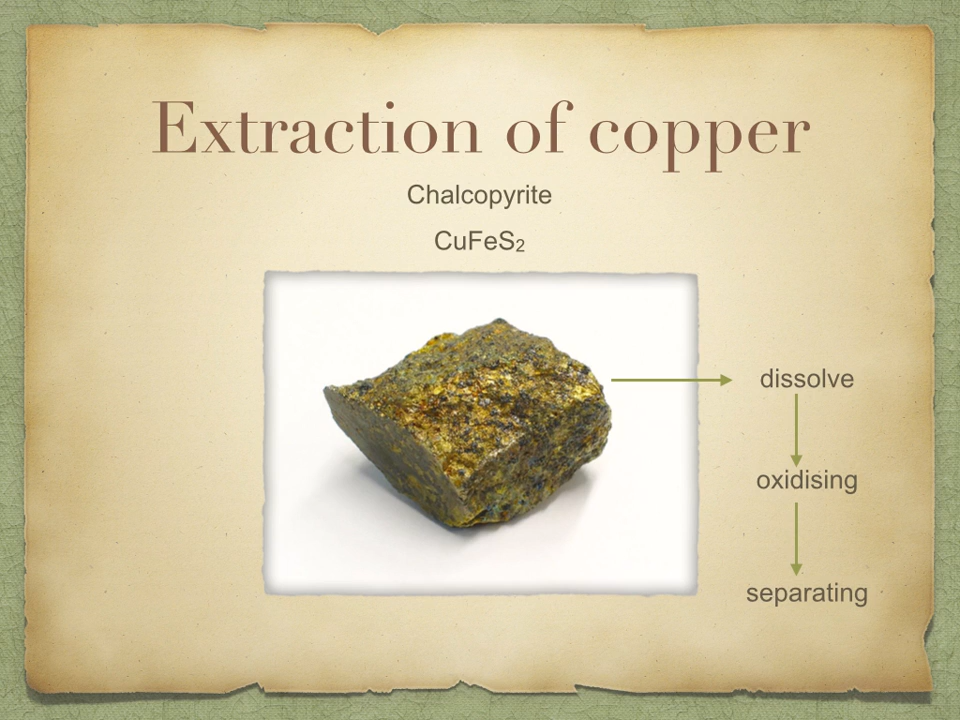 Extraction of copper
Chalcopyrite
CuFeS₂
dissolve
oxidising
separating